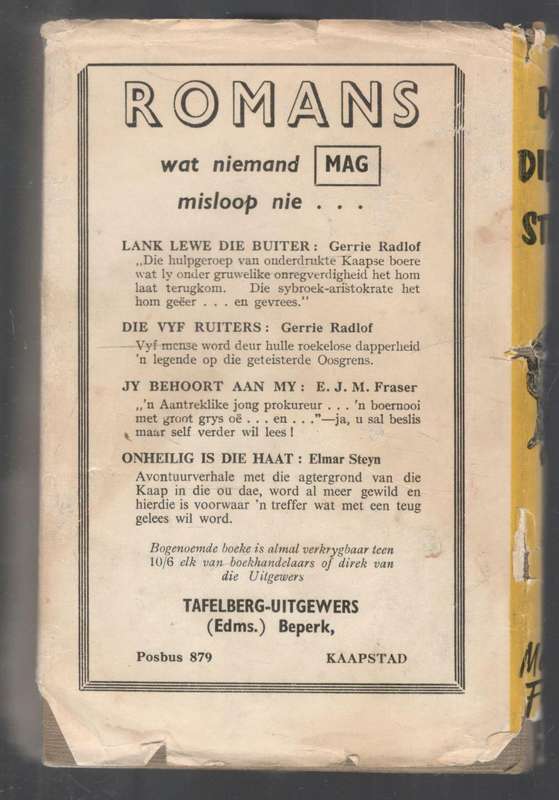 ROMANS
wat niemand MAG
misloop nie . . .
LANK LEWE DIE BUITER : Gerrie Radlof
„Die hulpgeroep van onderdrukte Kaapse boere
wat ly onder gruwelike onregverdigheid het hom
laat terugkom. Die sybroek-aristokrate het
hom geëer . . . en gevrees.”
DIE VYF RUITERS : Gerrie Radlof
Vyf mense word deur hulle roekelose dapperheid
'n legende op die geteisterde Oosgrens.
JY BEHOORT AAN MY : E. J. M. Fraser
„'n Aantreklike jong prokureur . . . 'n boernooi
met groot grys oë . . . en . . .”—ja, u sal beslis
maar self verder wil lees !
ONHEILIG IS DIE HAAT : Elmar Steyn
Avontuurverhale met die agtergrond van die
Kaap in die ou dae, word al meer gewild en
hierdie is voorwaar 'n treffer wat met een teug
gelees wil word.
Bogenoemde boeke is almal verkrygbaar teen
10/6 elk van boekhandelaars of direk van
die Uitgewers
TAFELBERG-UITGEWERS
(Edms.) Beperk,
Posbus 879 KAAPSTAD